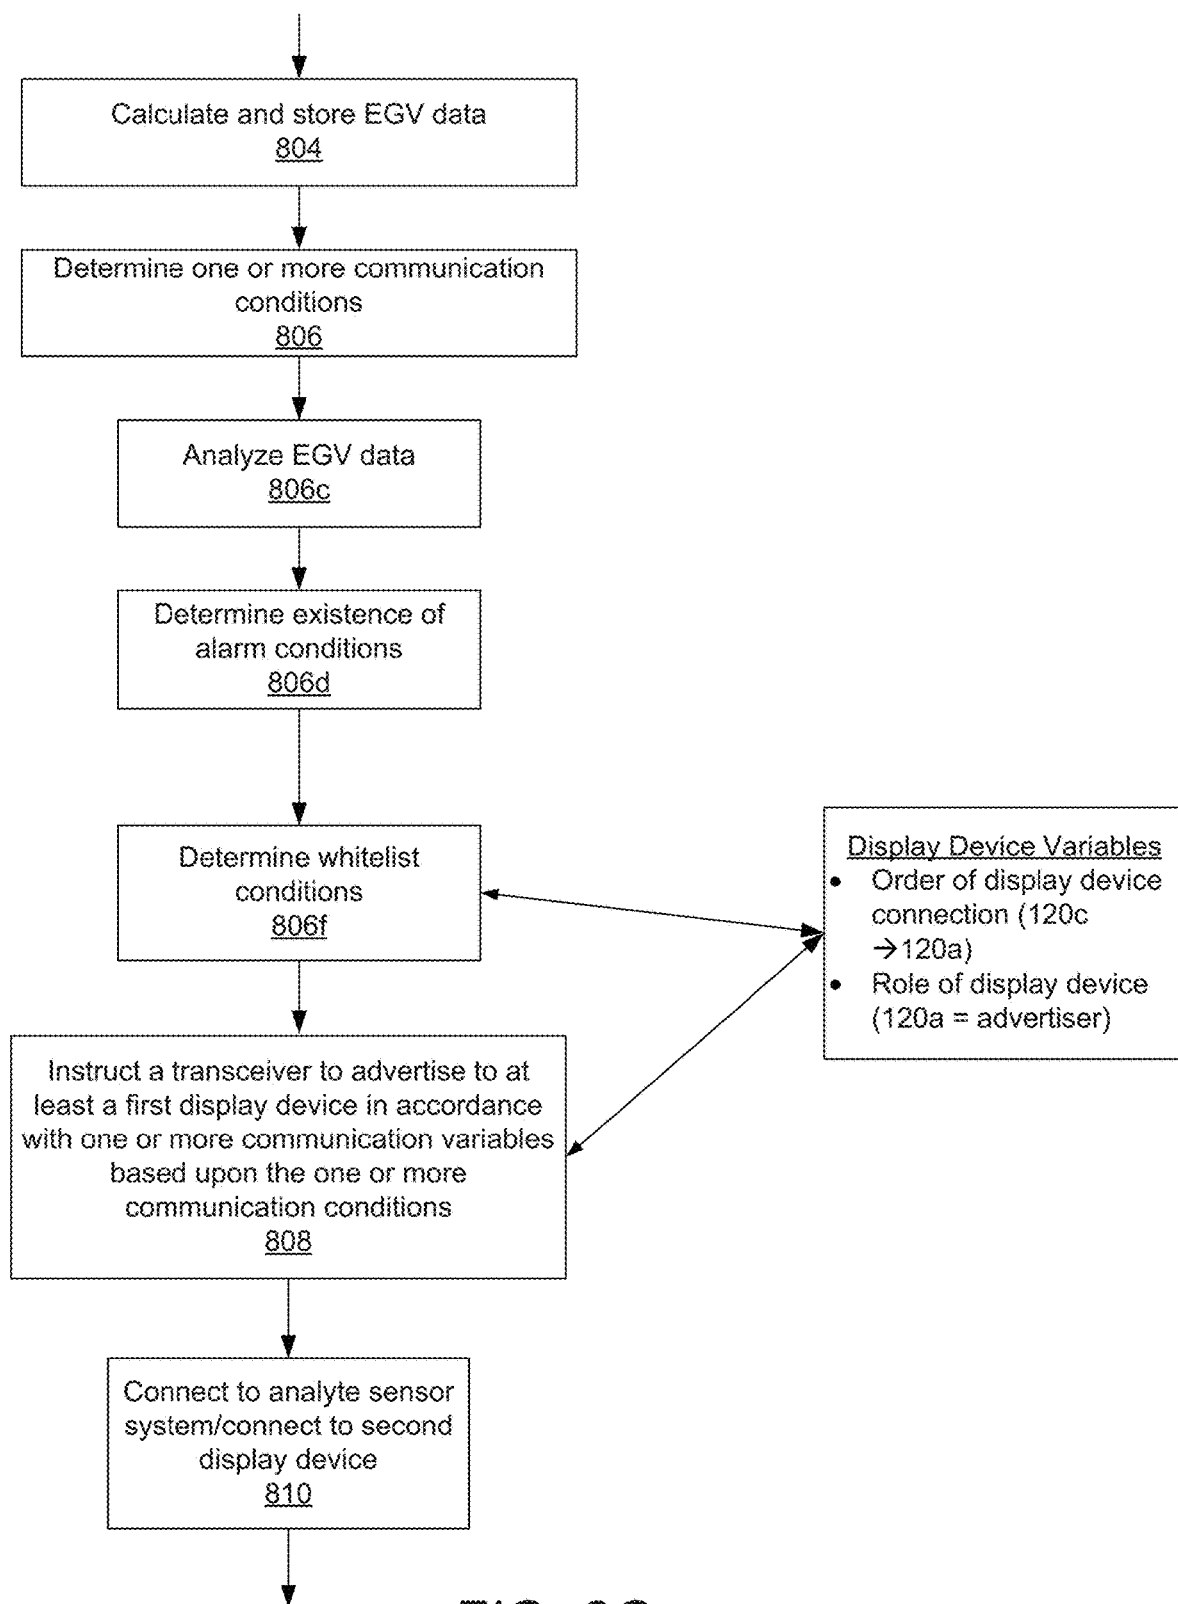 Calculate and store EGV data
804
Determine one or more communication
conditions
806
Analyze EGV data
806c
Determine existence of
alarm conditions
806d
Determine whitelist
conditions
806f
Display Device Variables
• Order of display device
connection (120c
→120a)
• Role of display device
(120a = advertiser)
Instruct a transceiver to advertise to at
least a first display device in accordance
with one or more communication variables
based upon the one or more
communication conditions
808
Connect to analyte sensor
system/connect to second
display device
810